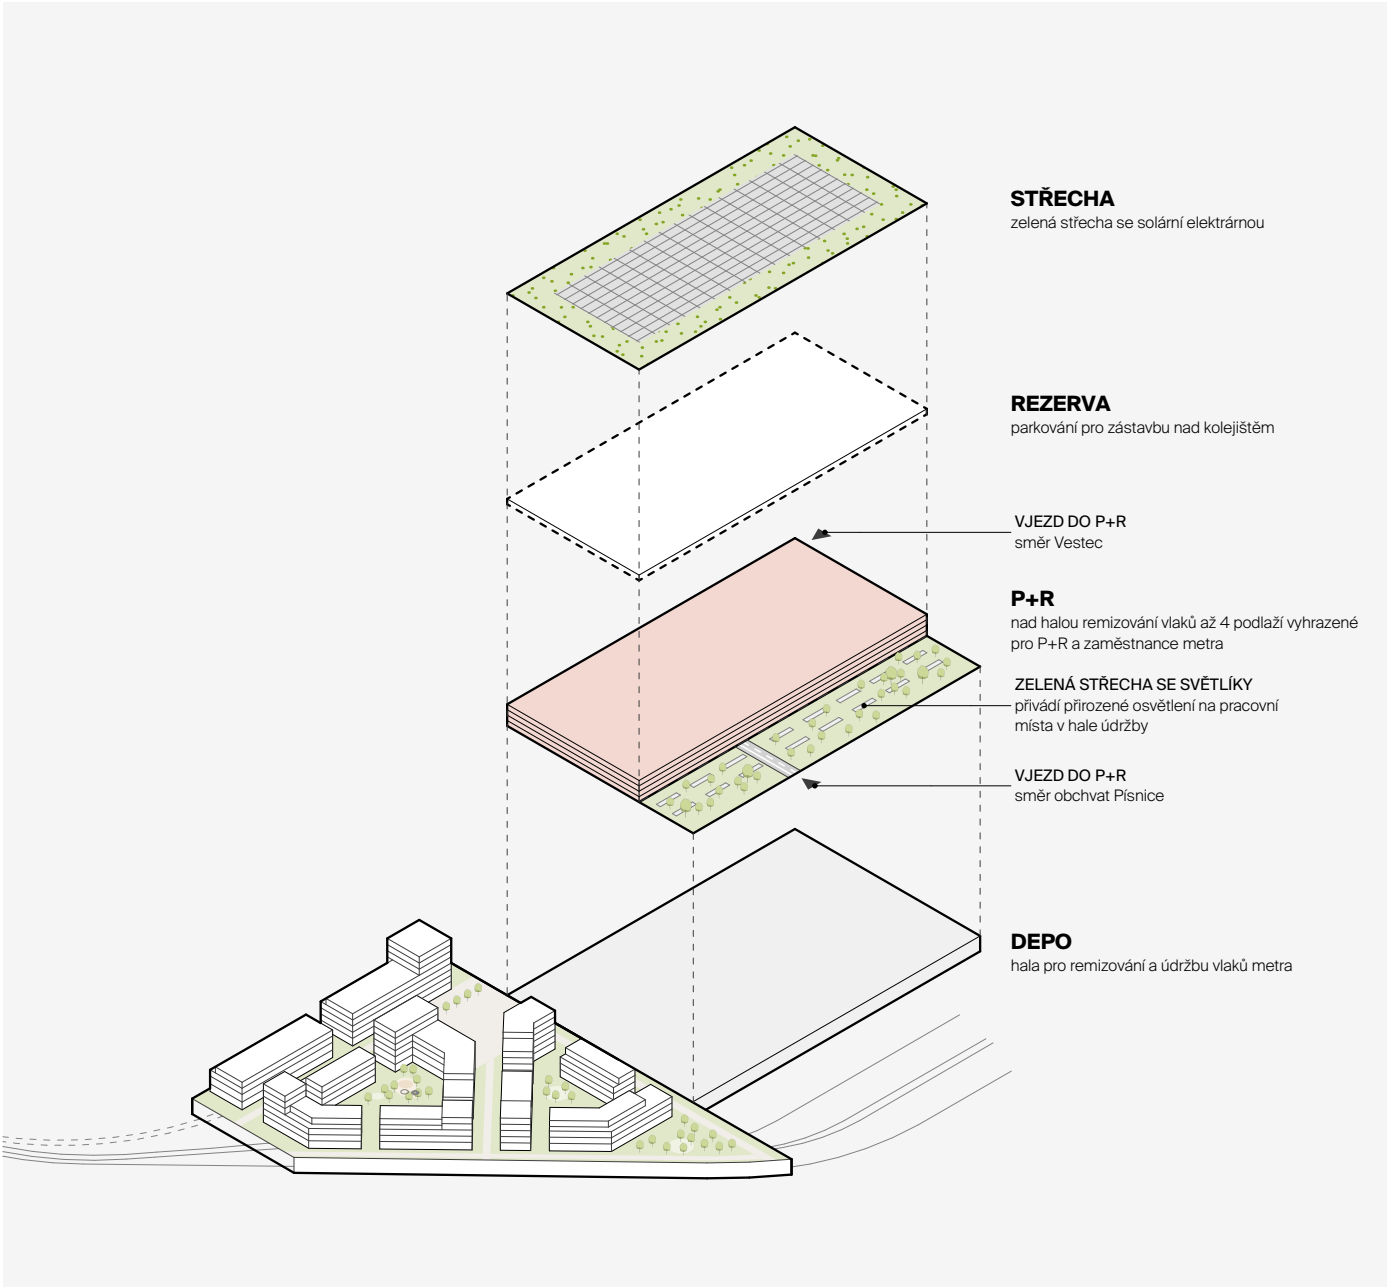 STŘECHA
zelená střecha se solární elektrárnou
REZERVA
parkování pro zástavbu nad kolejištěm
VJEZD DO P+R
směr Vestec
P+R
nad halou remizování vlaků až 4 podlaží vyhrazené
pro P+R a zaměstnance metra
ZELENÁ STŘECHA SE SVĚTLÍKY
přivádí přirozené osvětlení na pracovní
místa v hale údržby
VJEZD DO P+R
směr obchvat Písnice
DEPO
hala pro remizování a údržbu vlaků metra